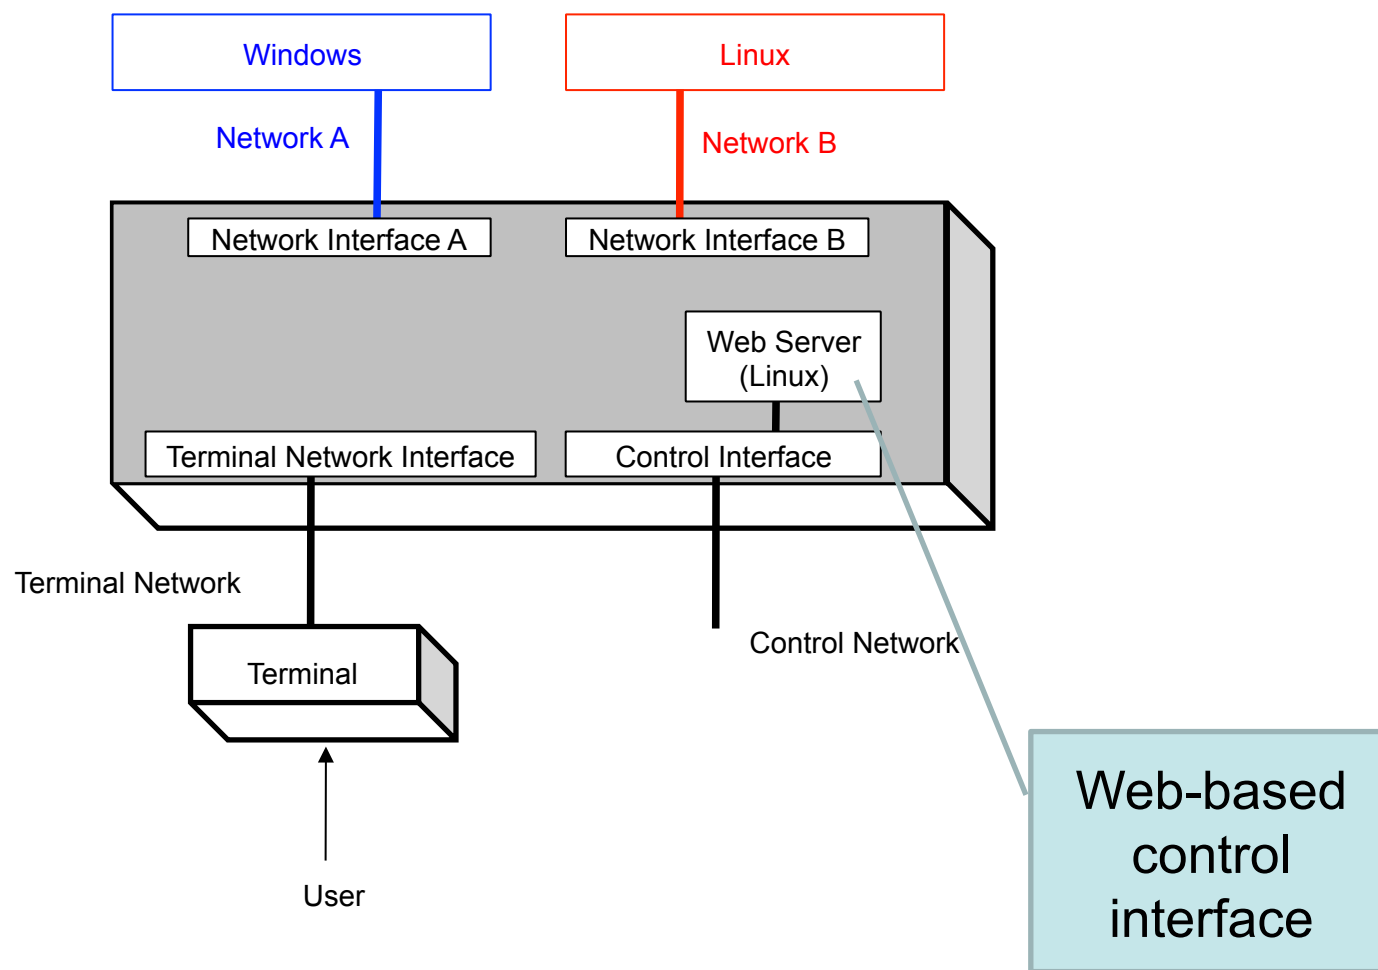 Windows
Linux
Network A
Network B
Network Interface A
Network Interface B
Web Server
(Linux)
Terminal Network Interface
Control Interface
Terminal Network
Control Network
Terminal
User
Web-based
control
interface